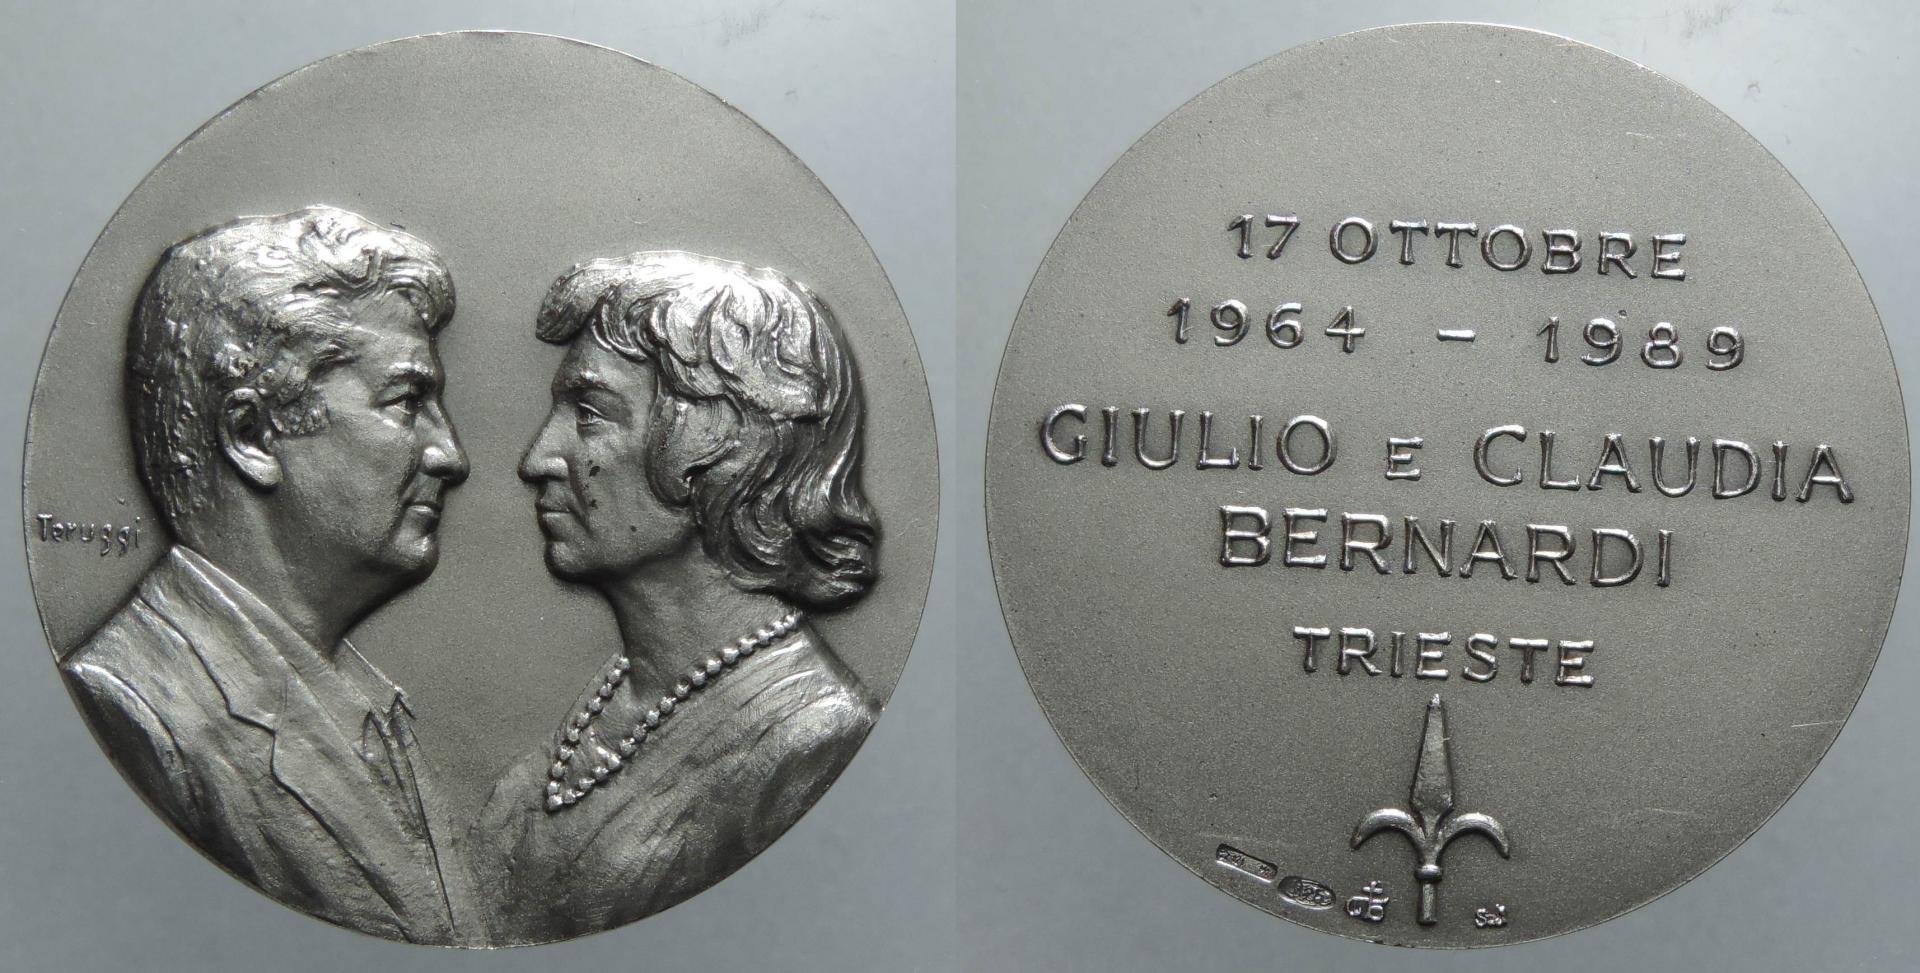 Teruggi
17 OTTOBRE
1964 - 1989
GIULIO E CLAUDIA
BERNARDI
TRIESTE